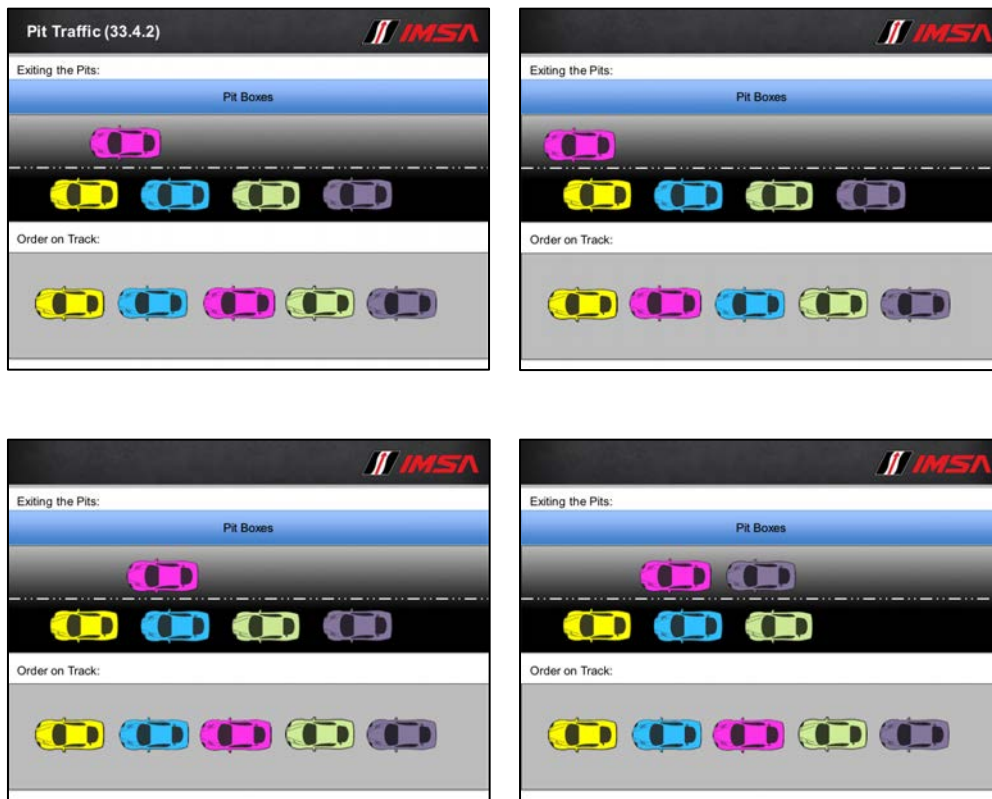 Pit Traffic (33.4.2)
IMSA
Exiting the Pits:
Pit Boxes
Order on Track:
IMSA
Exiting the Pits:
Pit Boxes
Order on Track:
IMSA
Exiting the Pits:
Pit Boxes
Order on Track:
IMSA
Exiting the Pits:
Pit Boxes
Order on Track: